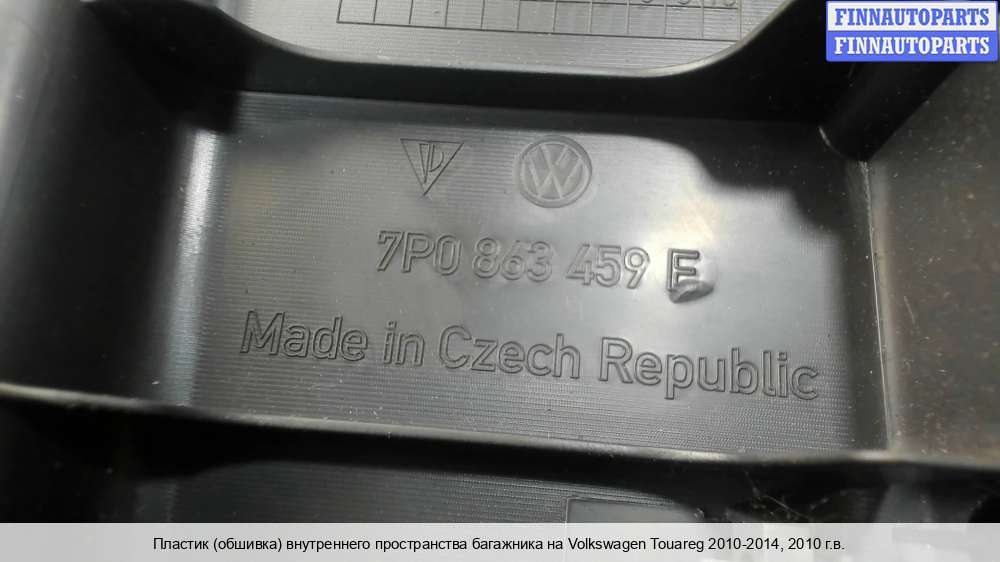 FINNAUTOPARTS
FINNAUTOPARTS
7P0 863 459
Made in Czech Republic
Пластик (обшивка) внутреннего пространства багажника на Volkswagen Touareg 2010-2014, 2010 г.в.